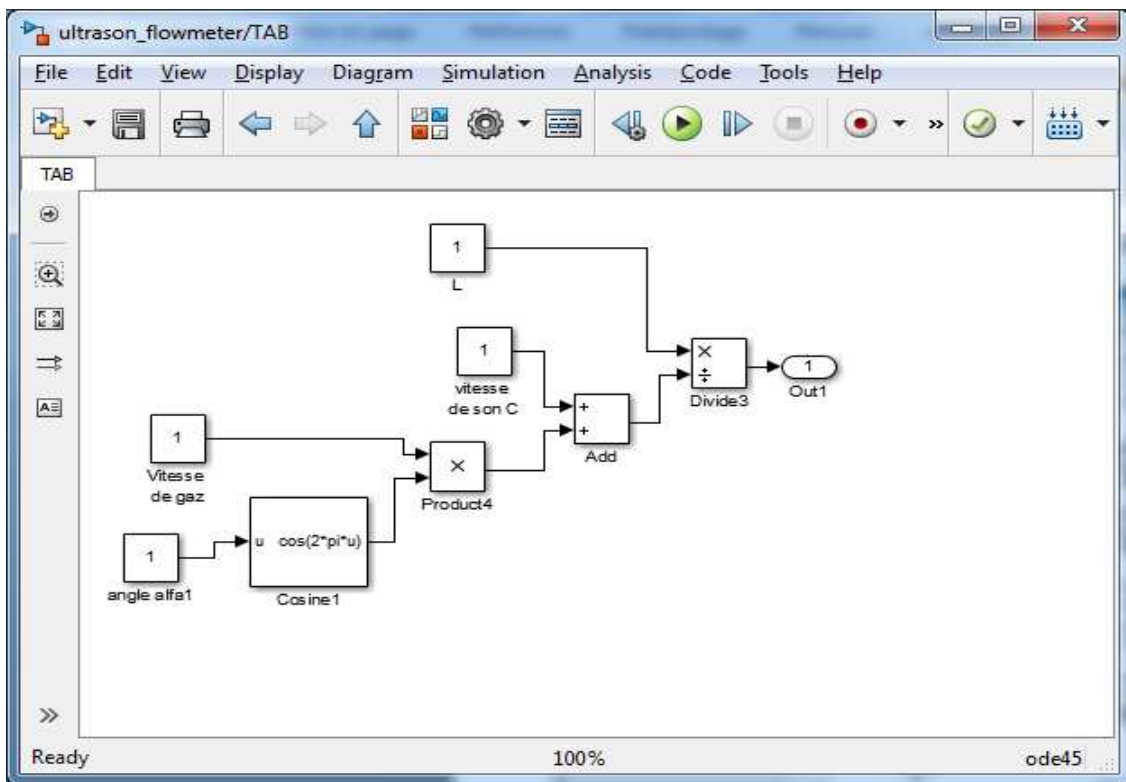 ultrason_flowmeter/TAB
File Edit View Display Diagram Simulation Analysis Code Tools Help
TAB
1
L
1
vitesse
de son C
×
÷
Divide3
1
Out1
+
+
Add
1
Vitesse
de gaz
×
Product4
1
angle alfa1
u cos(2*pi*u)
Cosine1
Ready 100% ode45